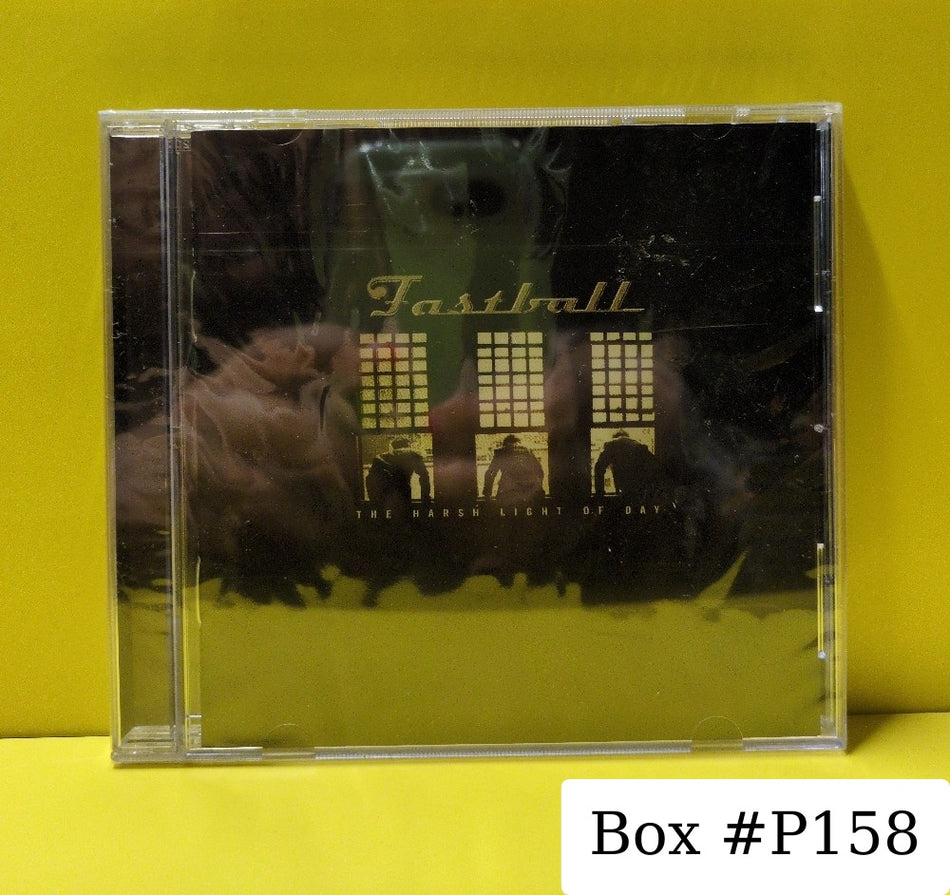 Fastball
THE HARSH LIGHT OF DAY
Box #P158